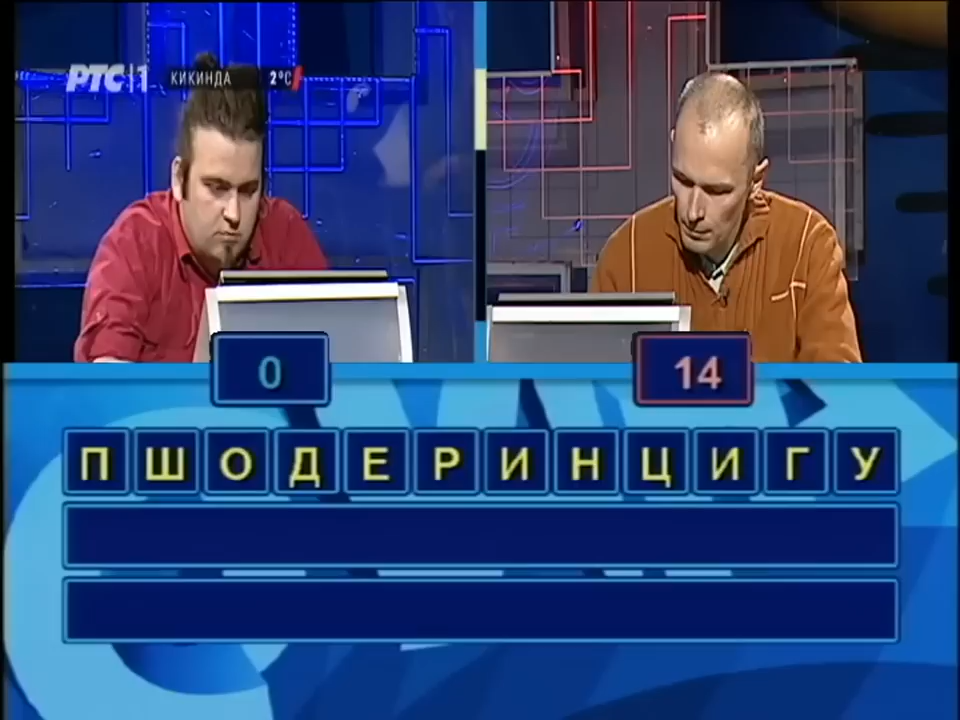 РТС 1 КИКИНДА 2°C
0 14
П Ш О Д Е Р И Н Ц И Г У